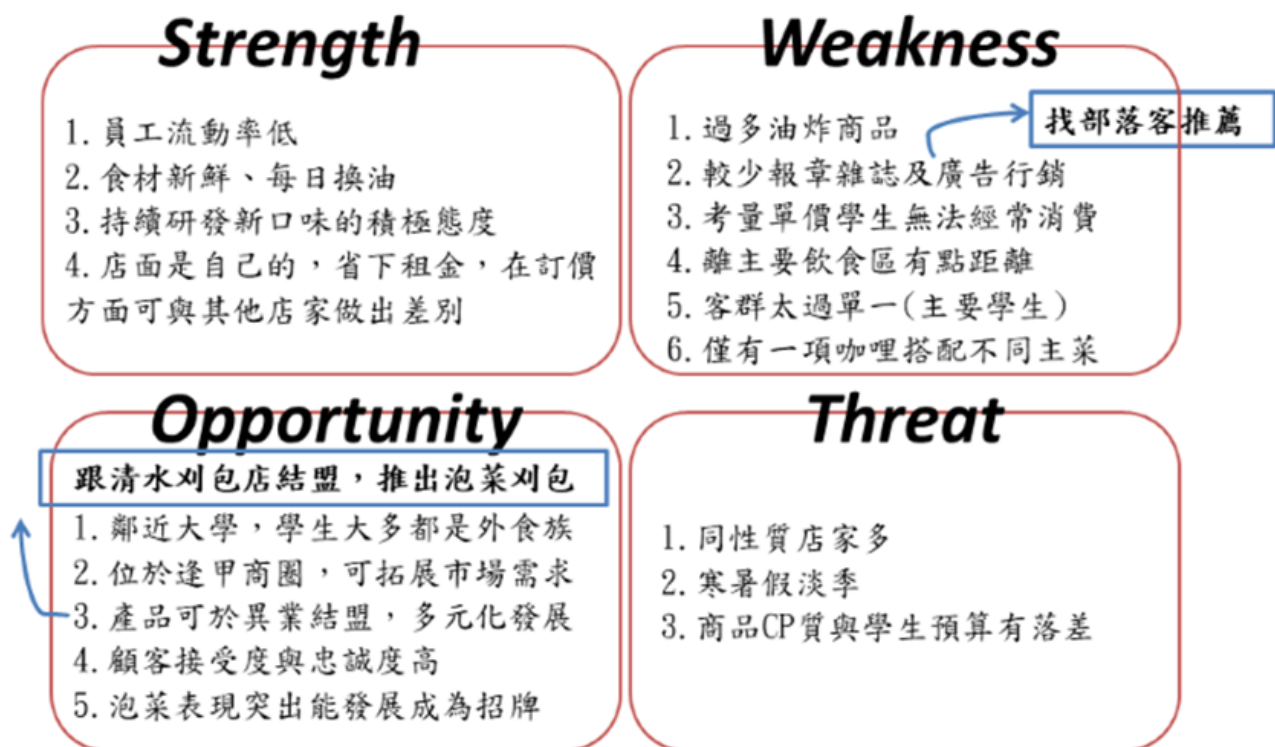 Strength
1. 員工流動率低
2. 食材新鮮、每日換油
3. 持續研發新口味的積極態度
4. 店面是自己的，省下租金，在訂價
方面可與其他店家做出差別
Weakness
找部落客推薦
1. 過多油炸商品
2. 較少報章雜誌及廣告行銷
3. 考量單價學生無法經常消費
4. 離主要飲食區有點距離
5. 客群太過單一(主要學生)
6. 僅有一項咖哩搭配不同主菜
Opportunity
跟清水刈包店結盟，推出泡菜刈包
1. 鄰近大學，學生大多都是外食族
2. 位於逢甲商圈，可拓展市場需求
3. 產品可於異業結盟，多元化發展
4. 顧客接受度與忠誠度高
5. 泡菜表現突出能發展成為招牌
Threat
1. 同性質店家多
2. 寒暑假淡季
3. 商品CP質與學生預算有落差